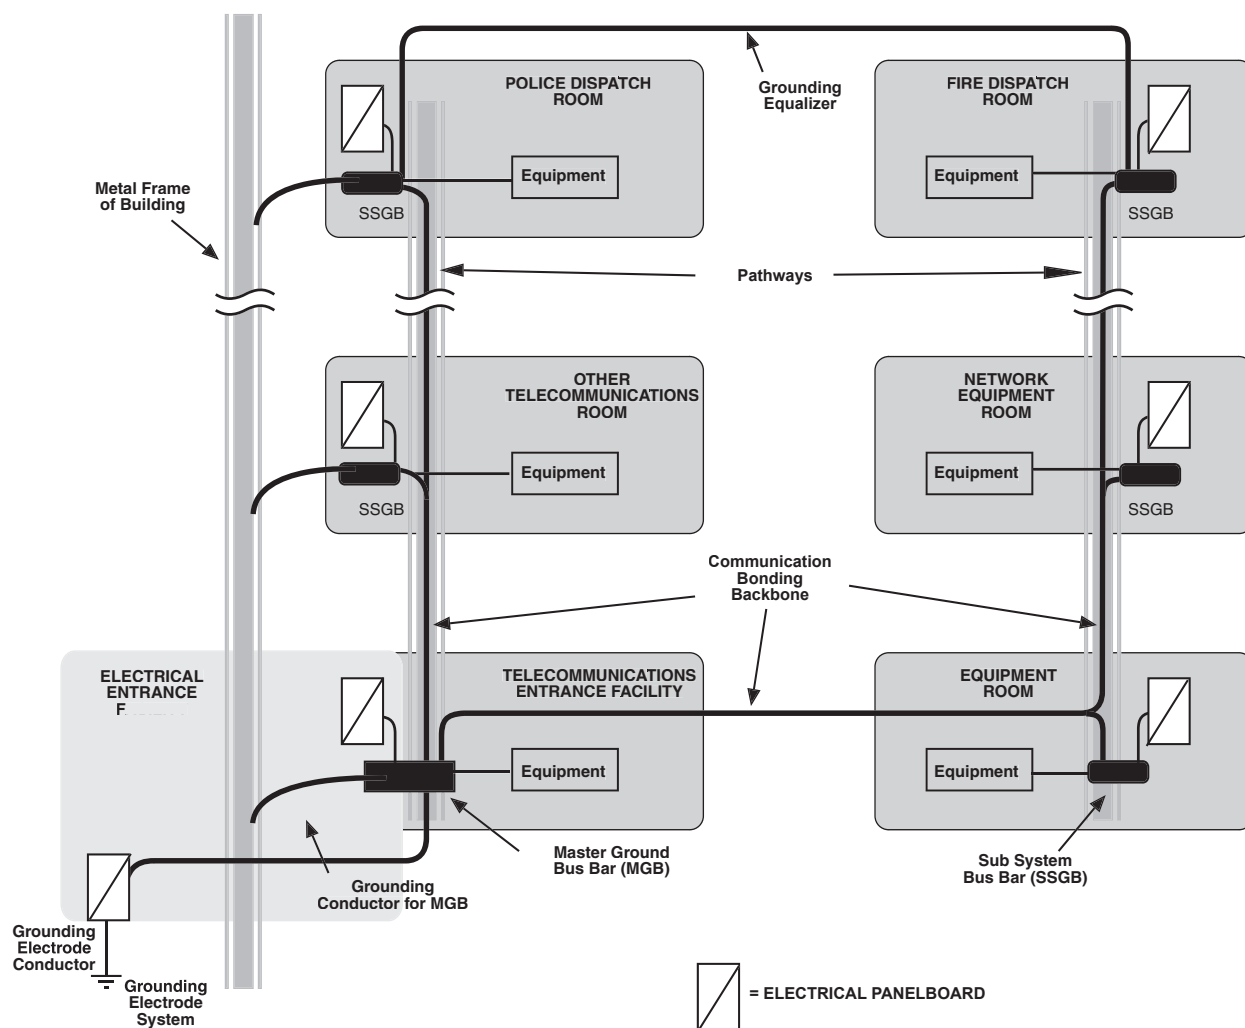 POLICE DISPATCH
ROOM
Equipment
SSGB
Grounding
Equalizer
FIRE DISPATCH
ROOM
Equipment
SSGB
Metal Frame
of Building
Pathways
OTHER
TELECOMMUNICATIONS
ROOM
Equipment
SSGB
NETWORK
EQUIPMENT
ROOM
Equipment
SSGB
Communication
Bonding
Backbone
ELECTRICAL
ENTRANCE
TELECOMMUNICATIONS
ENTRANCE FACILITY
Equipment
EQUIPMENT
ROOM
Equipment
Master Ground
Bus Bar (MGB)
Sub System
Bus Bar (SSGB)
Grounding
Conductor for MGB
Grounding
Electrode
Conductor
Grounding
Electrode
System
= ELECTRICAL PANELBOARD